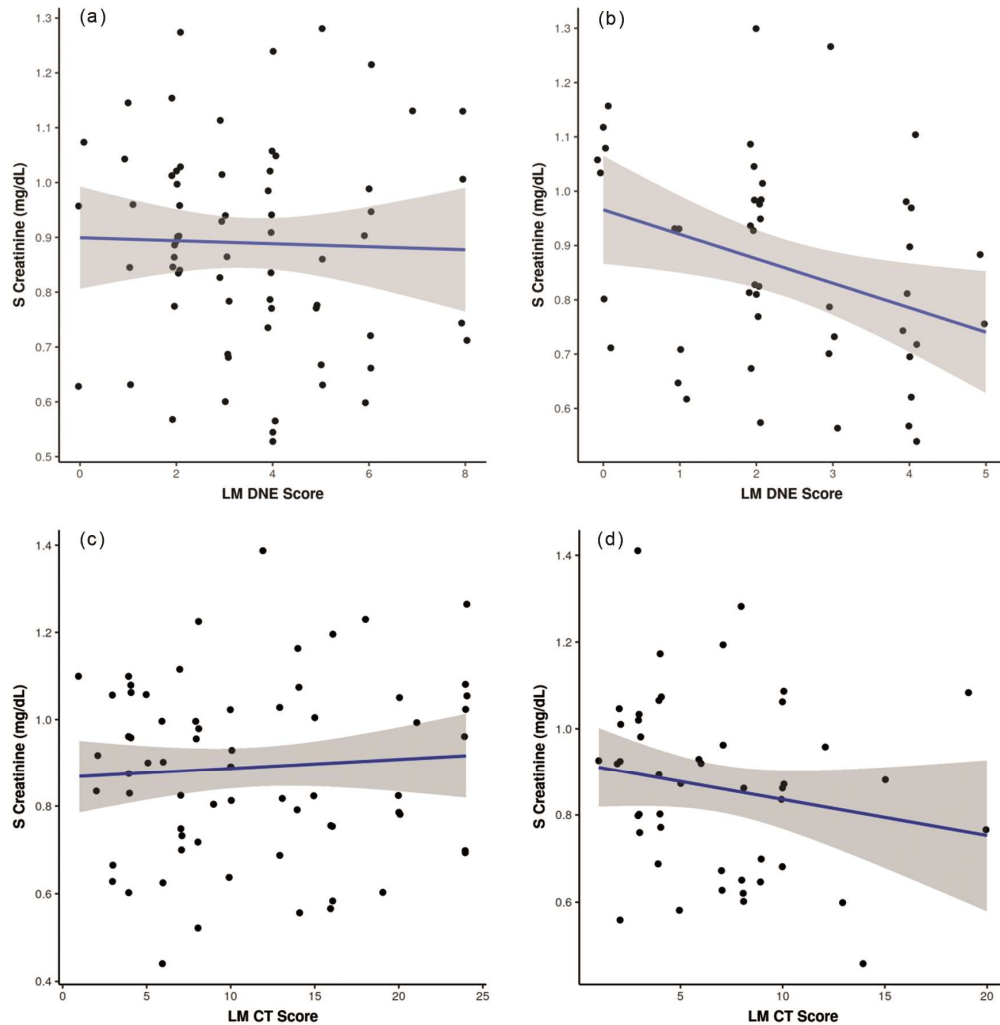 (a)
1.3
1.2
1.1
1.0
0.9
0.8
0.7
0.6
0.5
S Creatinine (mg/dL)
0 2 4 6 8
LM DNE Score
(b)
1.3
1.2
1.1
1.0
0.9
0.8
0.7
0.6
S Creatinine (mg/dL)
0 1 2 3 4 5
LM DNE Score
(c)
1.4
1.2
1.0
0.8
0.6
0.4
S Creatinine (mg/dL)
0 5 10 15 20 25
LM CT Score
(d)
1.4
1.2
1.0
0.8
0.6
S Creatinine (mg/dL)
5 10 15 20
LM CT Score